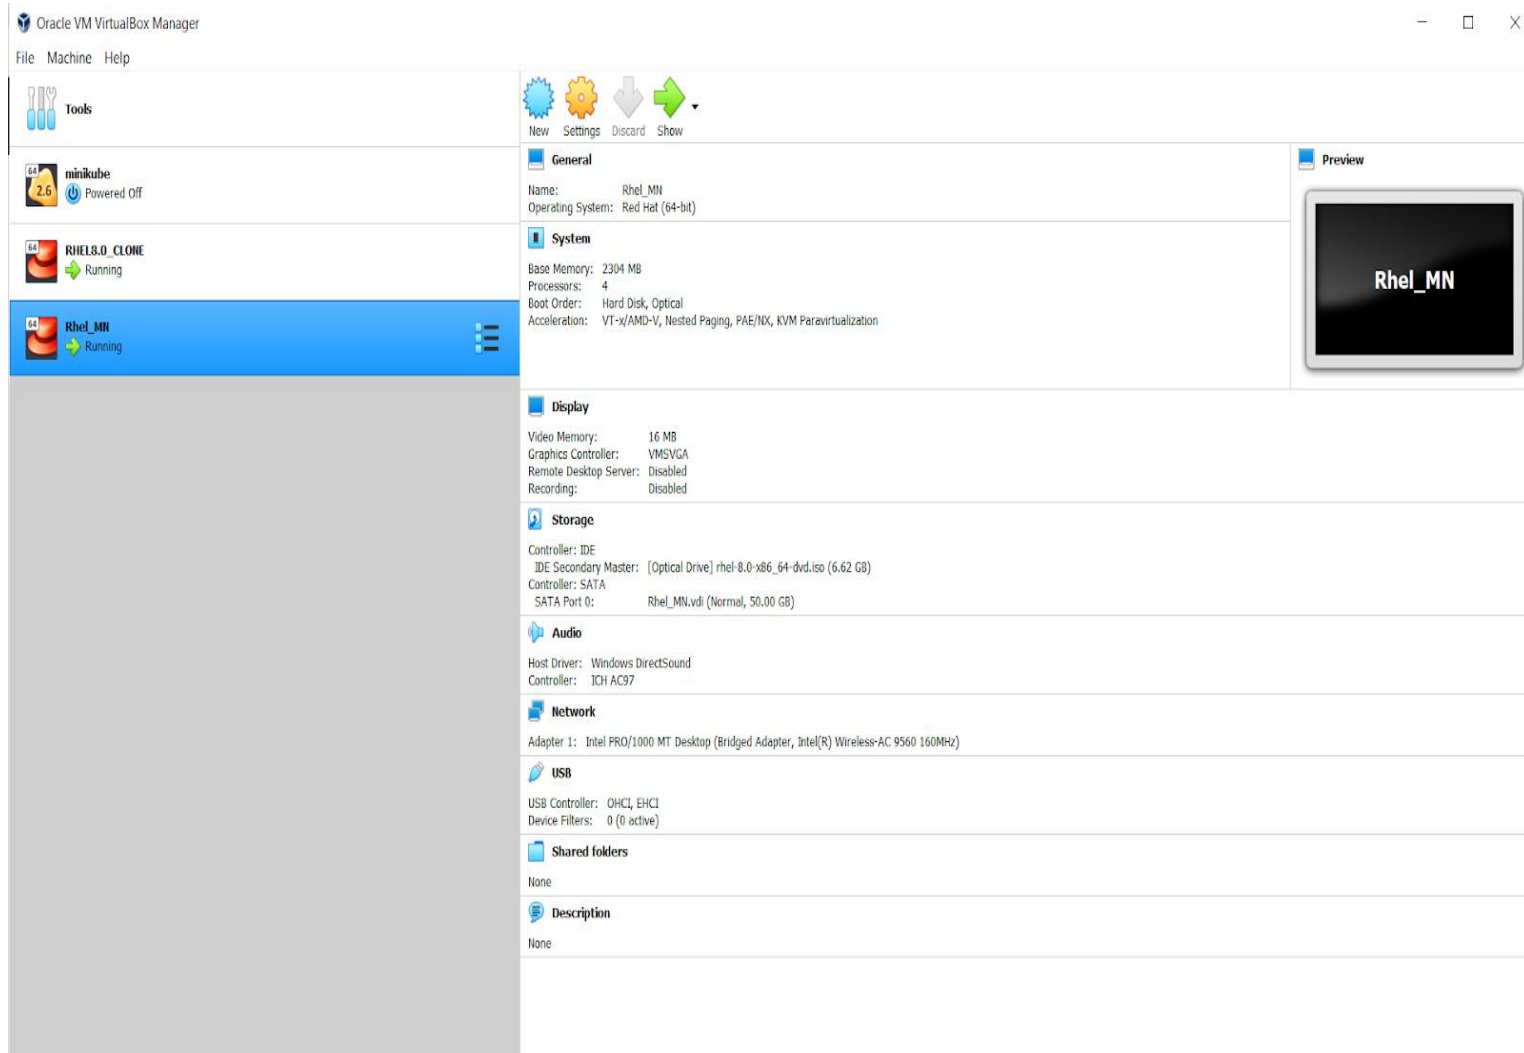 Oracle VM VirtualBox Manager
File Machine Help
Tools
64
2.6
minikube
Powered Off
64
RHEL8.0_CLONE
Running
64
Rhel_MN
Running
New Settings Discard Show
General
Name: Rhel_MN
Operating System: Red Hat (64-bit)
Preview
Rhel_MN
System
Base Memory: 2304 MB
Processors: 4
Boot Order: Hard Disk, Optical
Acceleration: VT-x/AMD-V, Nested Paging, PAE/NX, KVM Paravirtualization
Display
Video Memory: 16 MB
Graphics Controller: VMSVGA
Remote Desktop Server: Disabled
Recording: Disabled
Storage
Controller: IDE
IDE Secondary Master: [Optical Drive] rhel-8.0-x86_64-dvd.iso (6.62 GB)
Controller: SATA
SATA Port 0: Rhel_MN.vdi (Normal, 50.00 GB)
Audio
Host Driver: Windows DirectSound
Controller: ICH AC97
Network
Adapter 1: Intel PRO/1000 MT Desktop (Bridged Adapter, Intel(R) Wireless-AC 9560 160MHz)
USB
USB Controller: OHCI, EHCI
Device Filters: 0 (0 active)
Shared folders
None
Description
None